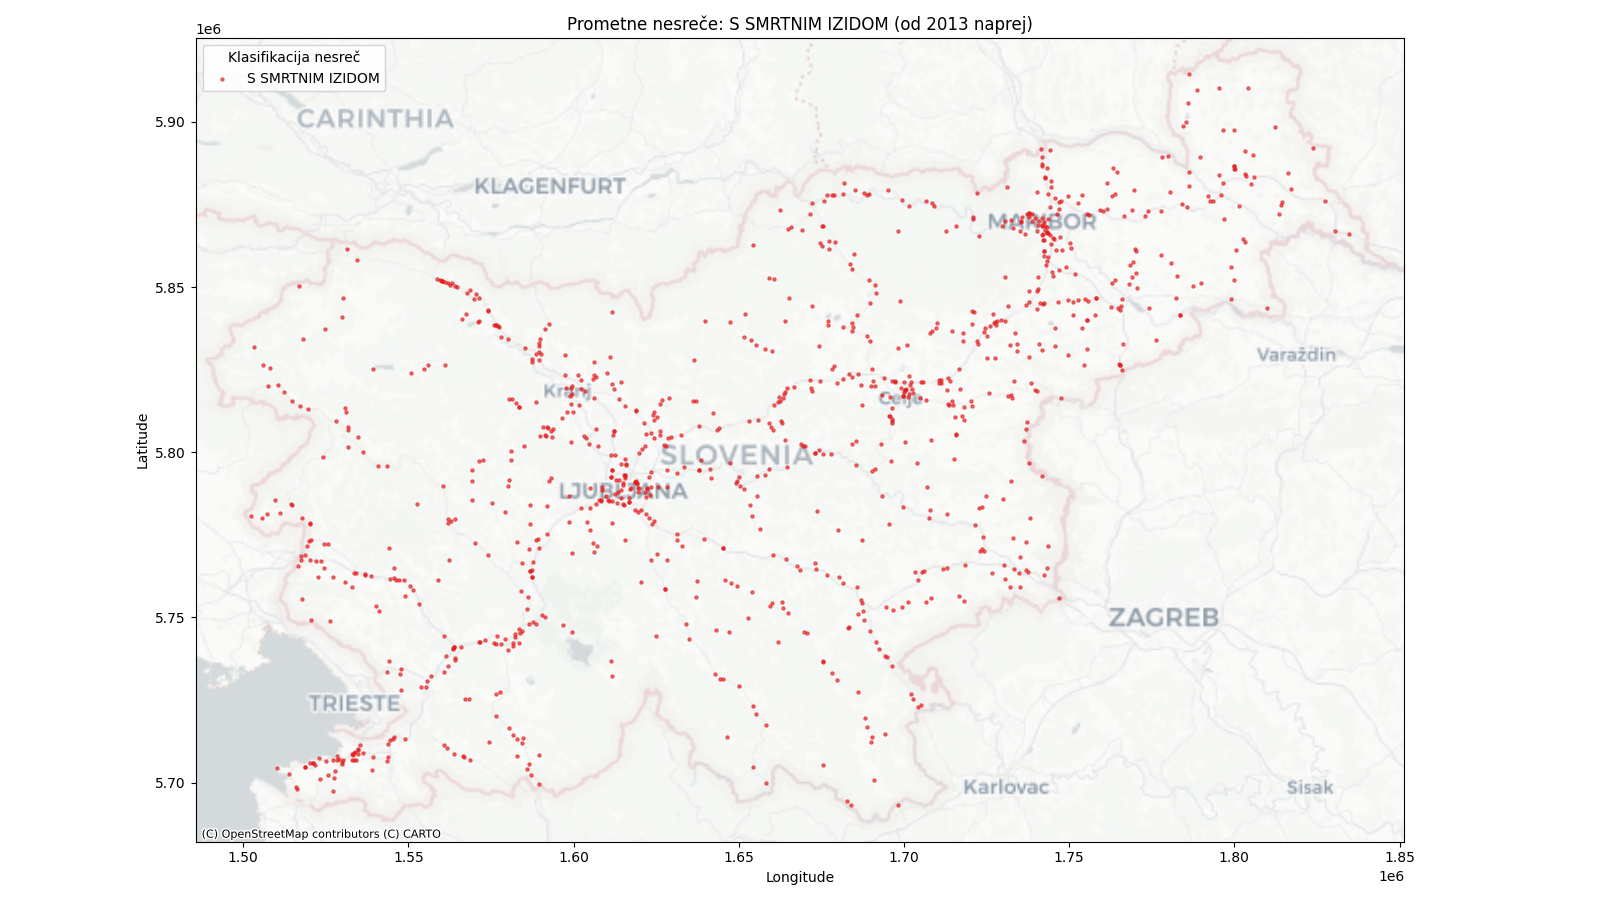 Prometne nesreče: S SMRTNIM IZIDOM (od 2013 naprej)
1e6
Klasifikacija nesreč
S SMRTNIM IZIDOM
CARINTHIA
KLAGENFURT
MARIBOR
Varaždin
Kranj
Celje
SLOVENIA
LJUBLJANA
ZAGREB
TRIESTE
Karlovac
Sisak
(C) OpenStreetMap contributors (C) CARTO
5.90
5.85
5.80
5.75
5.70
Latitude
1.50
1.55
1.60
1.65
1.70
1.75
1.80
1.85
Longitude
1e6